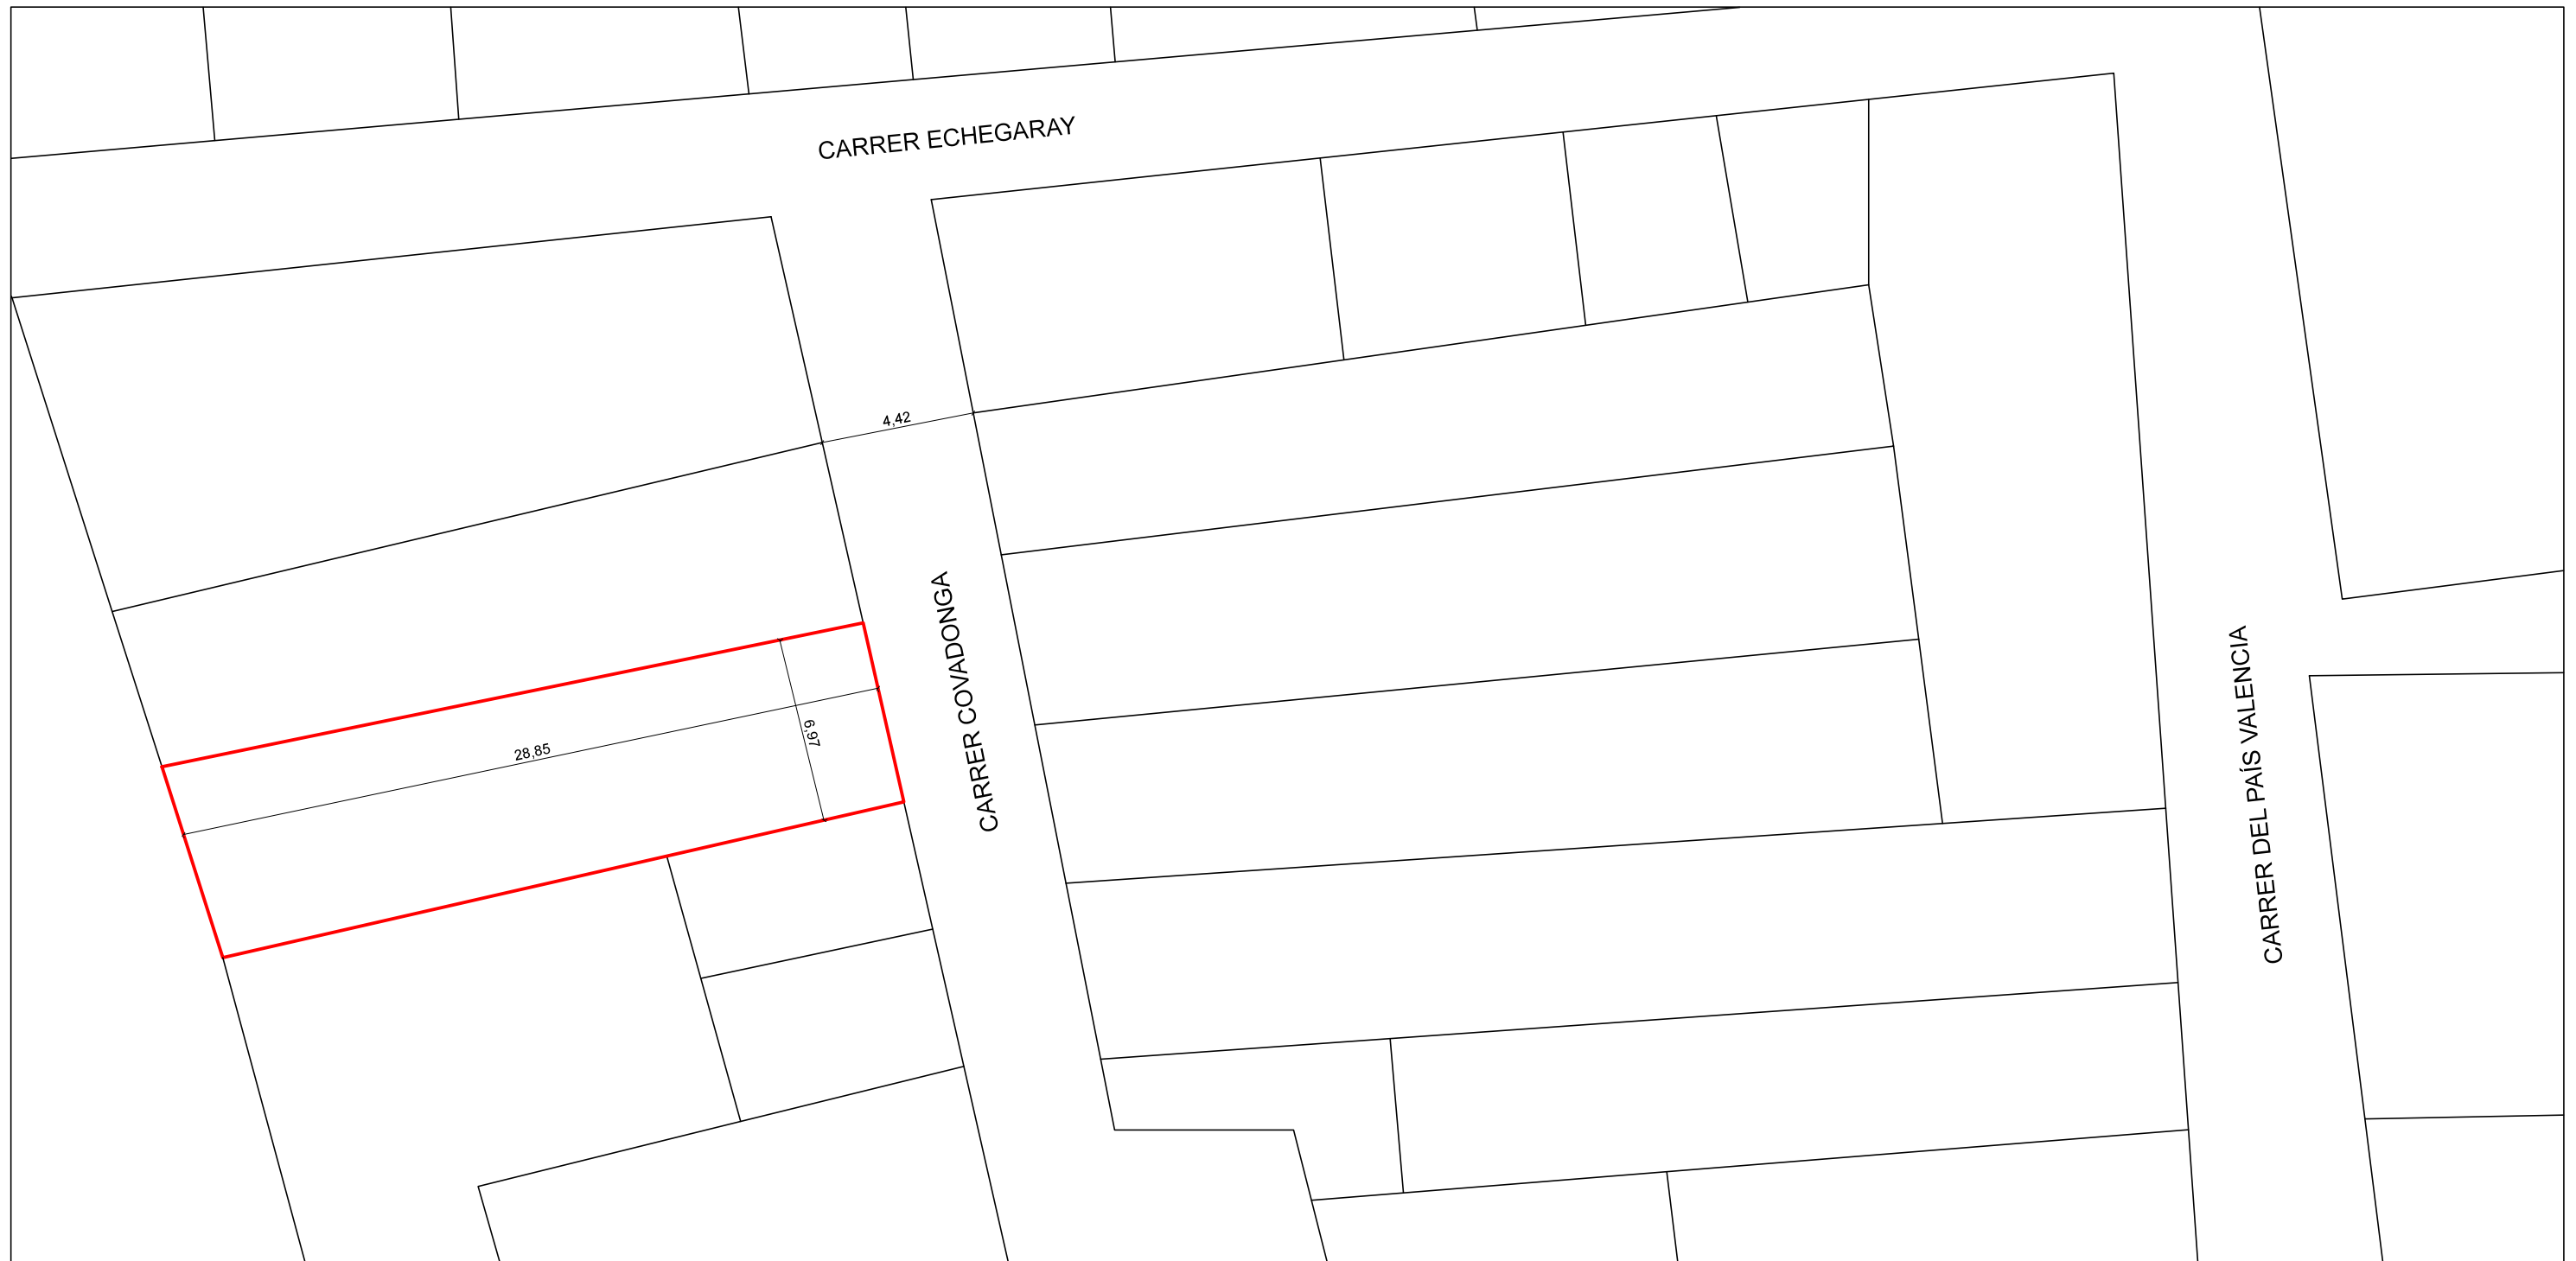 CARRER ECHEGARAY
4,42
CARRER COVADONGA
CARRER DEL PAÍS VALENCIA
6,97
28,85